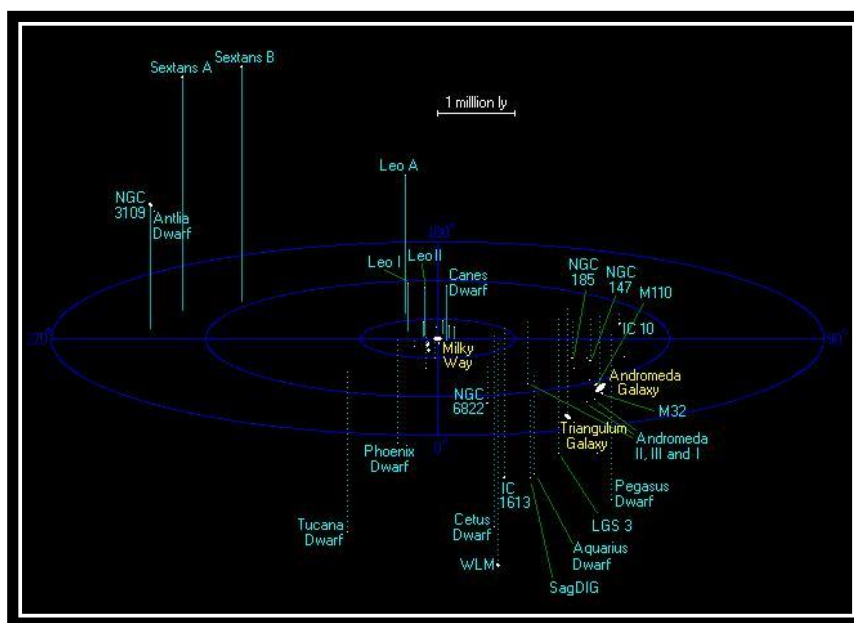 Sextans A
Sextans B
1 milllion ly
Leo A
NGC
3109
Antlia
Dwarf
180°
Leo I
Leo II
Canes
Dwarf
NGC
185
NGC
147
M110
IC 10
270°
90°
Milky
Way
Andromeda
Galaxy
NGC
6822
M32
Triangulum
Galaxy
Andromeda
II, III and I
0°
Phoenix
Dwarf
IC
1613
Pegasus
Dwarf
Tucana
Dwarf
Cetus
Dwarf
LGS 3
Aquarius
Dwarf
WLM
SagDIG